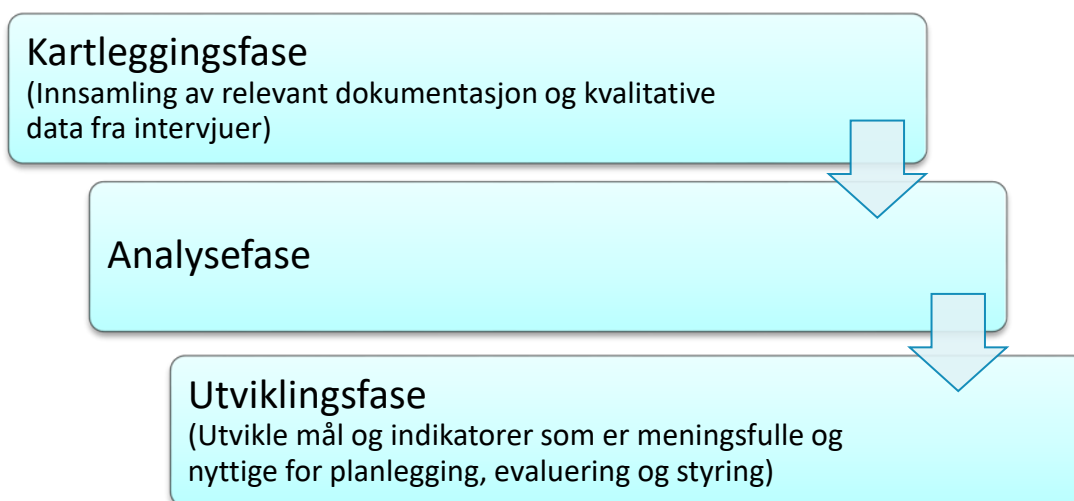 Kartleggingsfase
(Innsamling av relevant dokumentasjon og kvalitative
data fra intervjuer)
Analysefase
Utviklingsfase
(Utvikle mål og indikatorer som er meningsfulle og
nyttige for planlegging, evaluering og styring)